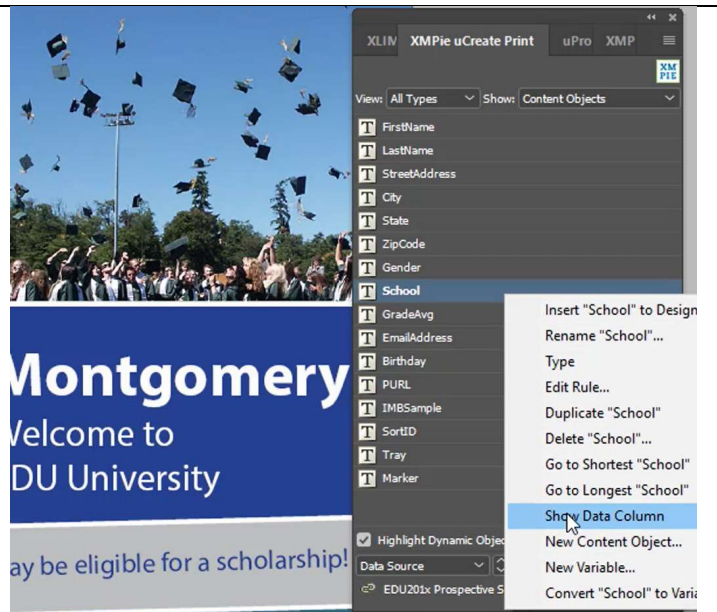 XLIM XMPie uCreate Print uPro XMP
XM
PIE
View: All Types Show: Content Objects
T FirstName
T LastName
T StreetAddress
T City
T State
T ZipCode
T Gender
T School
T GradeAvg
T EmailAddress
T Birthday
T PURL
T IMBSample
T SortID
T Tray
T Marker
Insert "School" to Design
Rename "School"...
Type
Edit Rule...
Duplicate "School"
Delete "School"...
Go to Shortest "School"
Go to Longest "School"
Show Data Column
New Content Object...
New Variable...
Convert "School" to Varia
Highlight Dynamic Objec
Data Source
EDU201x Prospective S
Montgomery
Welcome to
DU University
ay be eligible for a scholarship!